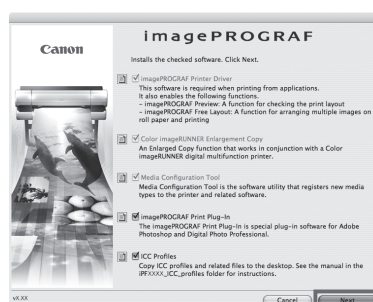 imagePROGRAF
Canon
Installs the checked software. Click Next.
imagePROGRAF Printer Driver
This software is required when printing from applications.
It also enables the following functions.
– imagePROGRAF Preview: A function for checking the print layout
– imagePROGRAF Free Layout: A function for arranging multiple images on
roll paper and printing
Color imageRUNNER Enlargement Copy
An Enlarged Copy function that works in conjunction with a Color
imageRUNNER digital multifunction printer.
Media Configuration Tool
Media Configuration Tool is the software utility that registers new media
types to the printer and related software.
imagePROGRAF Print Plug-In
The imagePROGRAF Print Plug-In is special plug-in software for Adobe
Photoshop and Digital Photo Professional.
ICC Profiles
Copy ICC profiles and related files to the desktop. See the manual in the
iPFXXXX_ICC_profiles folder for instructions.
vX.XX
Cancel
Next